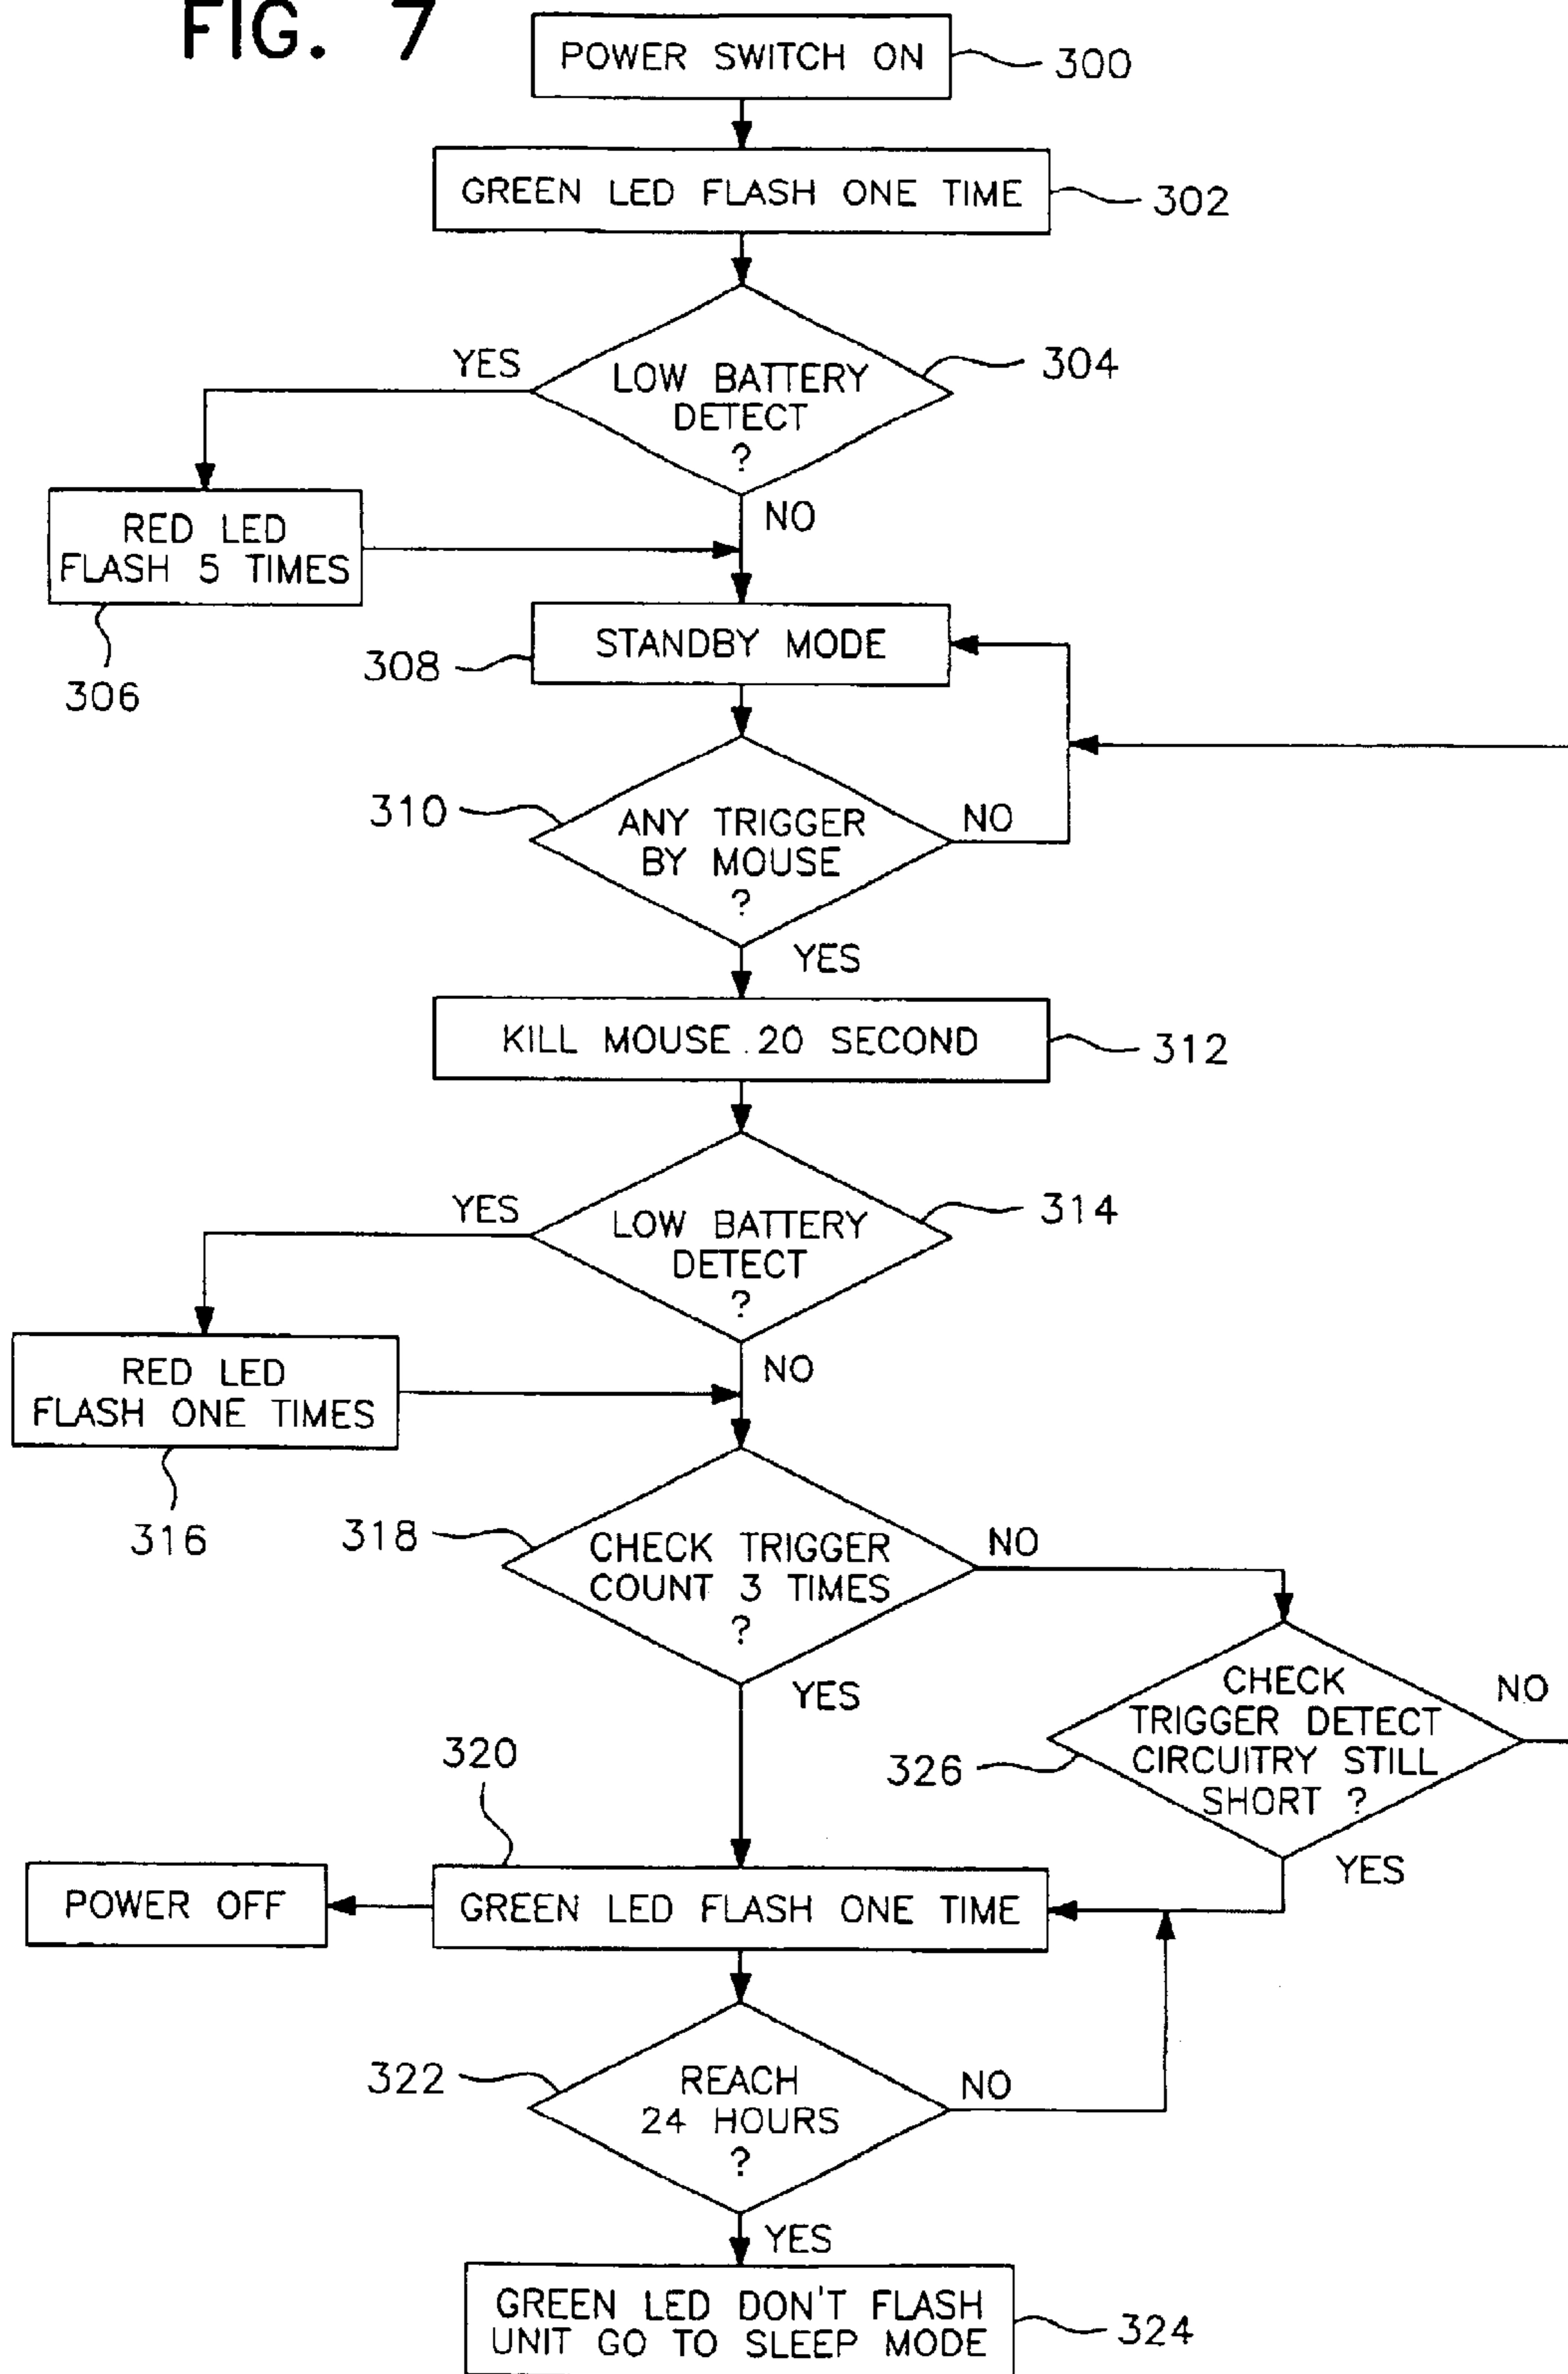 FIG. 7
POWER SWITCH ON
300
GREEN LED FLASH ONE TIME
302
YES
LOW BATTERY
DETECT
?
304
NO
RED LED
FLASH 5 TIMES
306
STANDBY MODE
308
310
ANY TRIGGER
BY MOUSE
?
NO
YES
KILL MOUSE 20 SECOND
312
YES
LOW BATTERY
DETECT
?
314
NO
RED LED
FLASH ONE TIMES
316
318
CHECK TRIGGER
COUNT 3 TIMES
?
NO
YES
CHECK
TRIGGER DETECT
CIRCUITRY STILL
SHORT ?
NO
326
YES
320
POWER OFF
GREEN LED FLASH ONE TIME
322
REACH
24 HOURS
?
NO
YES
GREEN LED DON'T FLASH
UNIT GO TO SLEEP MODE
324